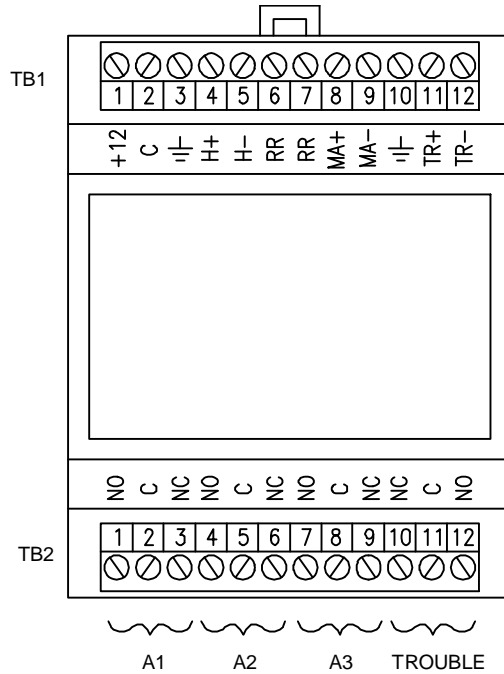 TB1
1 2 3 4 5 6 7 8 9 10 11 12
+12 C H+ H- RR RR MA+ MA- TR+ TR-
NO C NC NO C NC NO C NC NC C NO
TB2
1 2 3 4 5 6 7 8 9 10 11 12
A1 A2 A3 TROUBLE